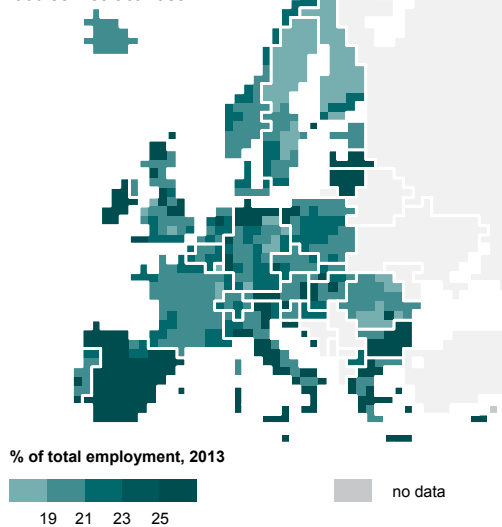 % of total employment, 2013
19 21 23 25
no data